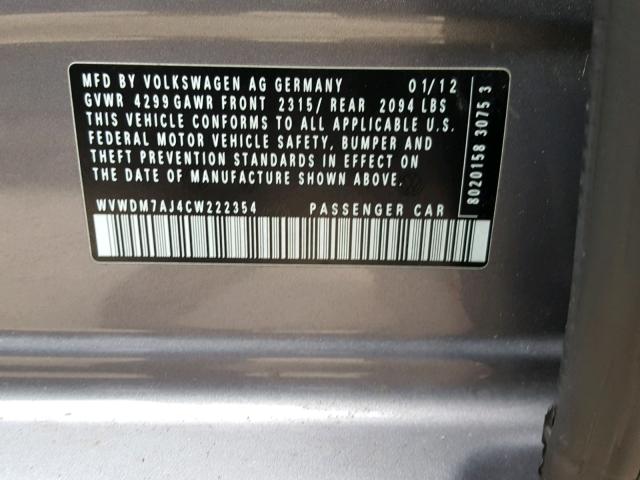 MFD BY VOLKSWAGEN AG GERMANY 01/12
GVWR 4299 GAWR FRONT 2315/ REAR 2094 LBS
THIS VEHICLE CONFORMS TO ALL APPLICABLE U.S.
FEDERAL MOTOR VEHICLE SAFETY, BUMPER AND
THEFT PREVENTION STANDARDS IN EFFECT ON
THE DATE OF MANUFACTURE SHOWN ABOVE.
WVWDM7AJ4CW222354 PASSENGER CAR
8020158 3075 3